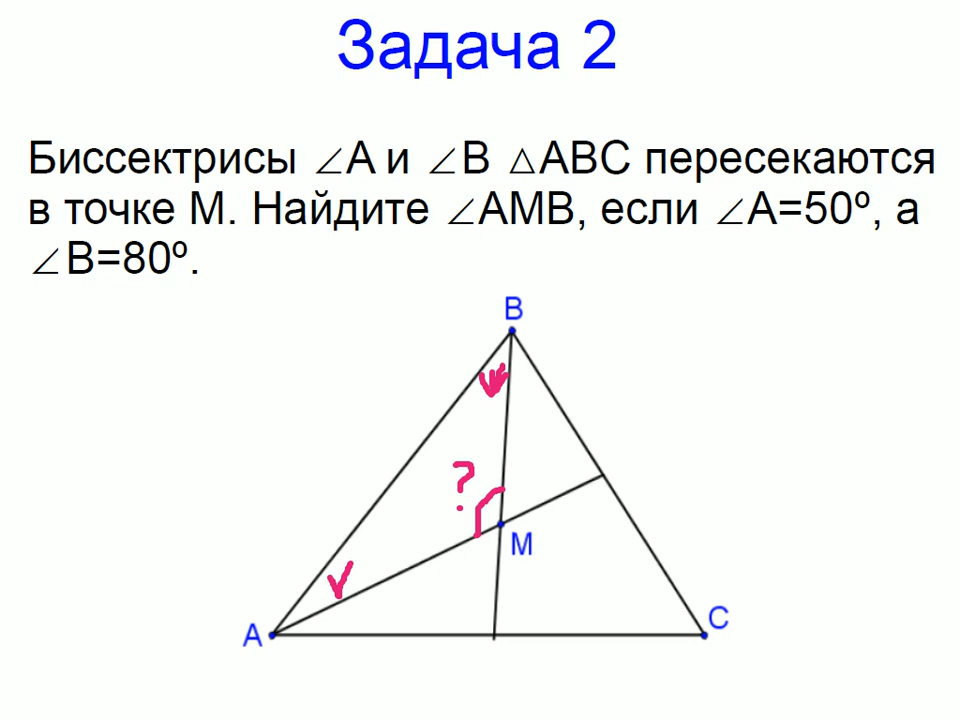 Задача 2
Биссектрисы ∠A и ∠B △ABC пересекаются
в точке M. Найдите ∠AMB, если ∠A=50º, а
∠B=80º.
B
?
M
A
C